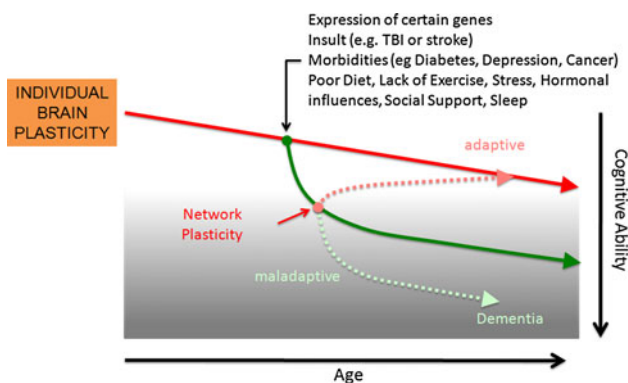 Expression of certain genes
Insult (e.g. TBI or stroke)
Morbidities (eg Diabetes, Depression, Cancer)
Poor Diet, Lack of Exercise, Stress, Hormonal
influences, Social Support, Sleep
INDIVIDUAL
BRAIN
PLASTICITY
adaptive
Network
Plasticity
maladaptive
Dementia
Cognitive Ability
Age